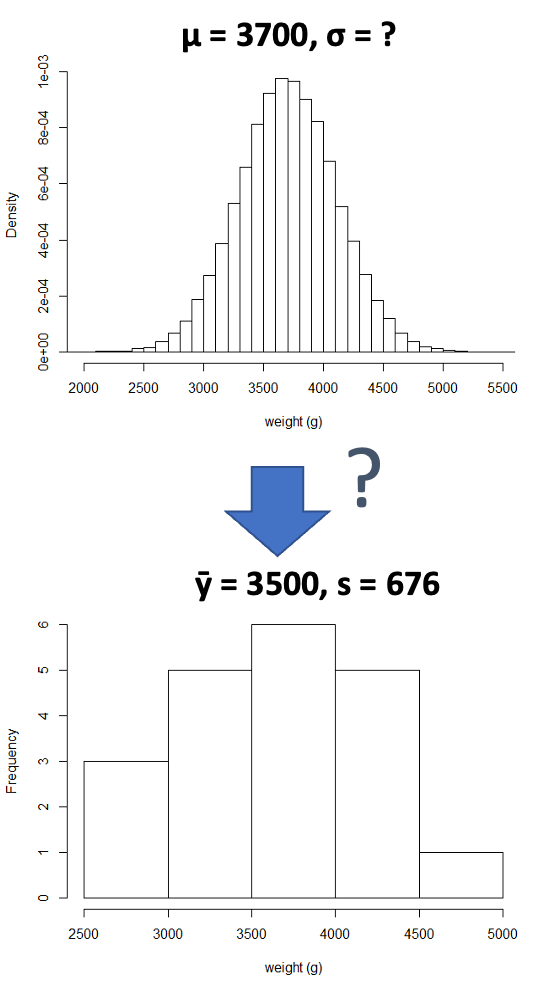 μ = 3700, σ = ?
Density
0e+00 2e-04 4e-04 6e-04 8e-04 1e-03
2000 2500 3000 3500 4000 4500 5000 5500
weight (g)
?
ȳ = 3500, s = 676
Frequency
0 1 2 3 4 5 6
2500 3000 3500 4000 4500 5000
weight (g)